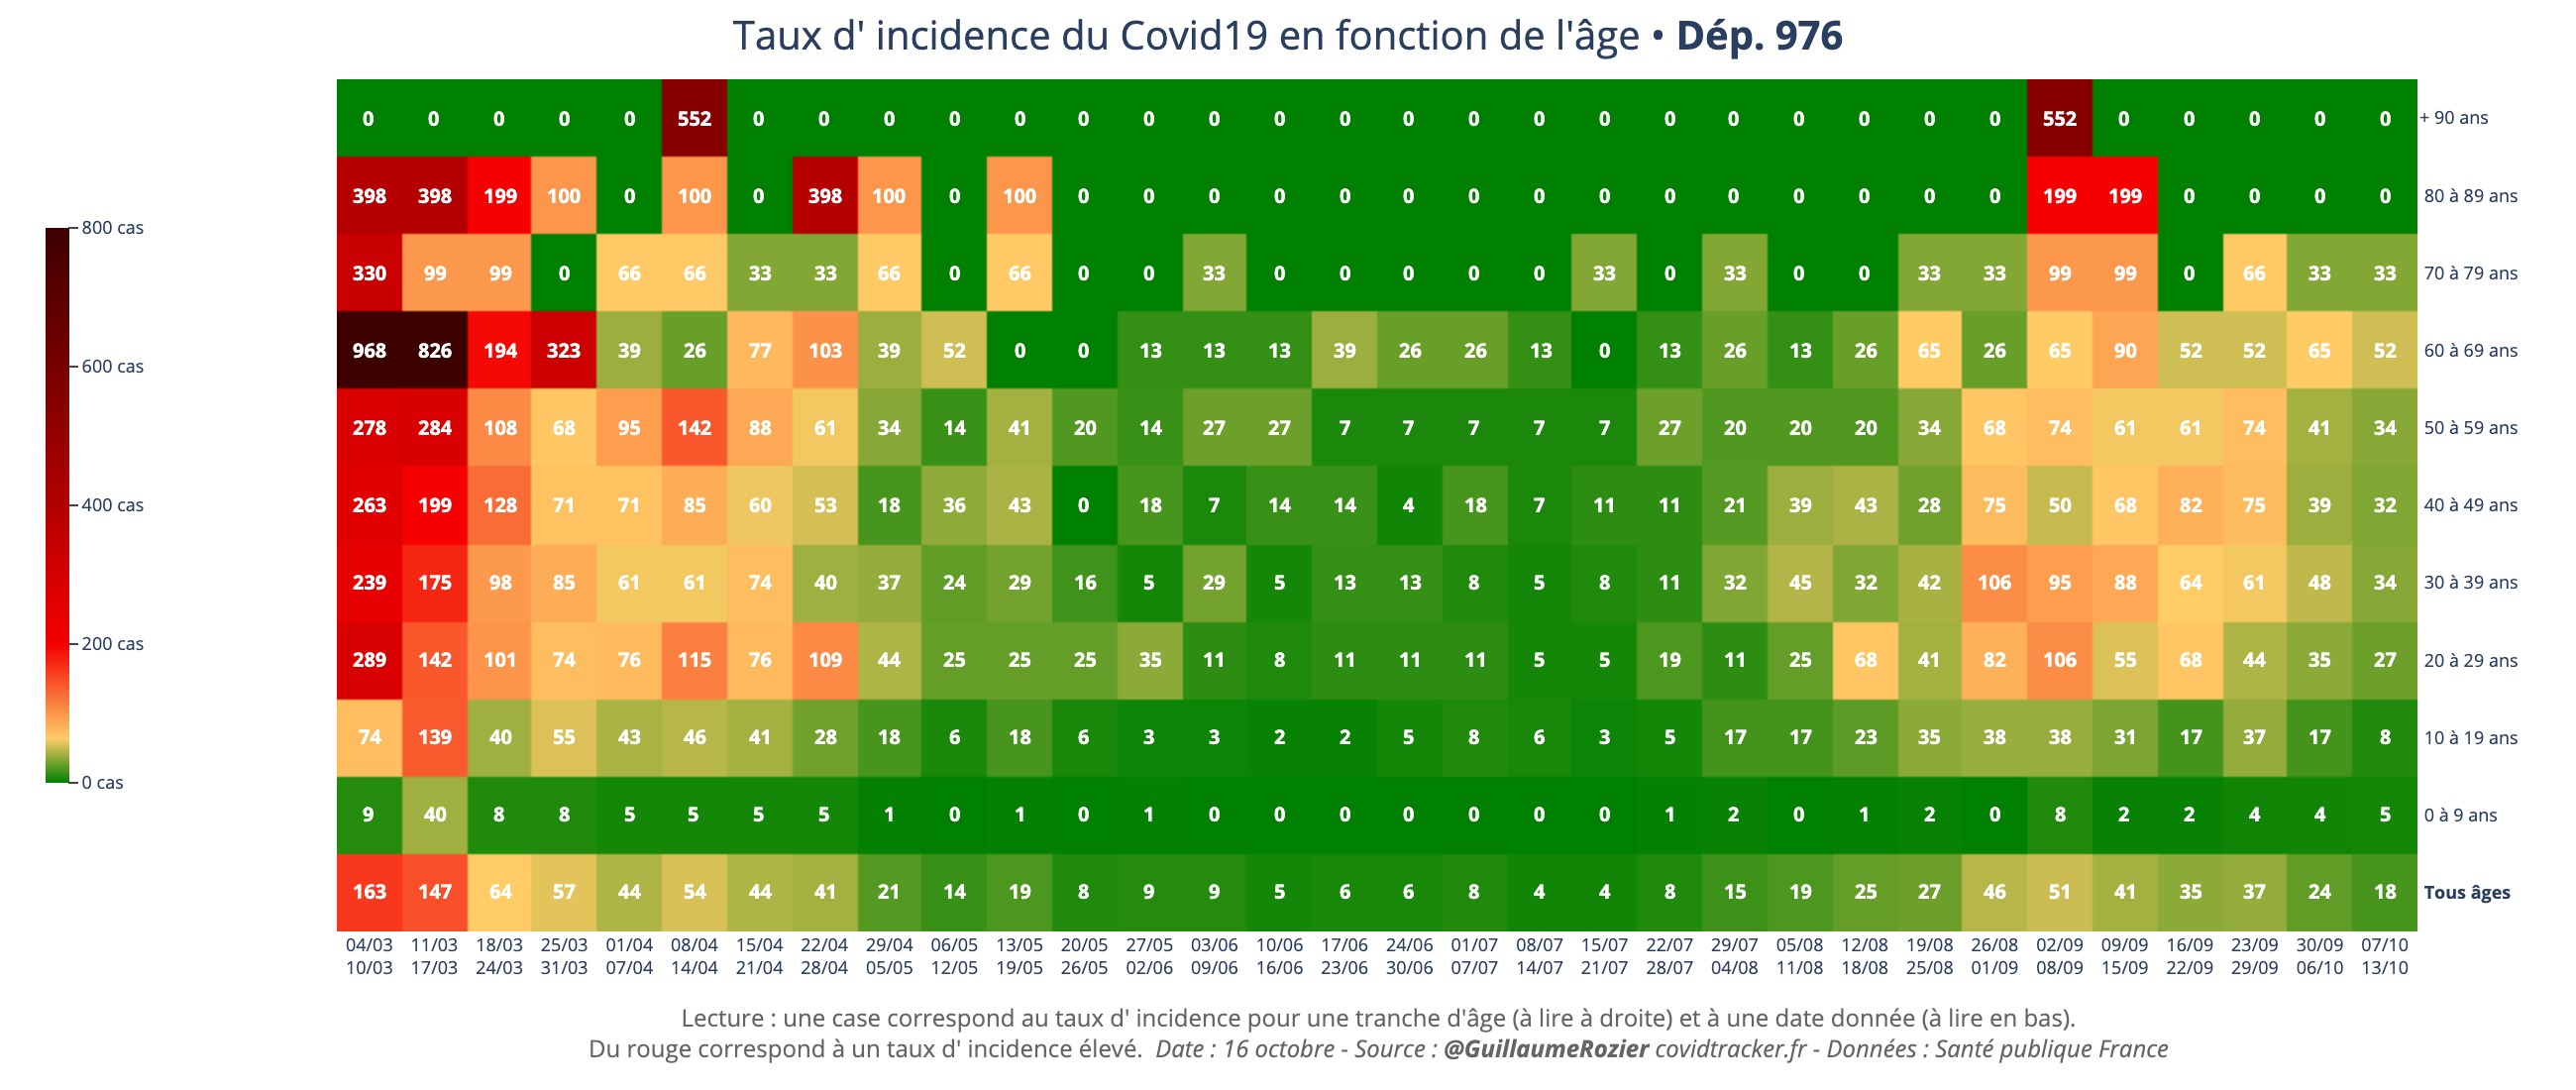 Taux d' incidence du Covid19 en fonction de l'âge • Dép. 976
0 0 0 0 0 552 0 0 0 0 0 0 0 0 0 0 0 0 0 0 0 0 0 0 0 0 552 0 0 0 0 0 + 90 ans
398 398 199 100 0 100 0 398 100 0 100 0 0 0 0 0 0 0 0 0 0 0 0 0 0 0 199 199 0 0 0 0 80 à 89 ans
800 cas
330 99 99 0 66 66 33 33 66 0 66 0 0 33 0 0 0 0 0 33 0 33 0 0 33 33 99 99 0 66 33 33 70 à 79 ans
968 826 194 323 39 26 77 103 39 52 0 0 13 13 13 39 26 26 13 0 13 26 13 26 65 26 65 90 52 52 65 52 60 à 69 ans
600 cas
278 284 108 68 95 142 88 61 34 14 41 20 14 27 27 7 7 7 7 7 27 20 20 20 34 68 74 61 61 74 41 34 50 à 59 ans
400 cas
263 199 128 71 71 85 60 53 18 36 43 0 18 7 14 14 4 18 7 11 11 21 39 43 28 75 50 68 82 75 39 32 40 à 49 ans
239 175 98 85 61 61 74 40 37 24 29 16 5 29 5 13 13 8 5 8 11 32 45 32 42 106 95 88 64 61 48 34 30 à 39 ans
200 cas
289 142 101 74 76 115 76 109 44 25 25 25 35 11 8 11 11 11 5 5 19 11 25 68 41 82 106 55 68 44 35 27 20 à 29 ans
74 139 40 55 43 46 41 28 18 6 18 6 3 3 2 2 5 8 6 3 5 17 17 23 35 38 38 31 17 37 17 8 10 à 19 ans
0 cas
9 40 8 8 5 5 5 5 1 0 1 0 1 0 0 0 0 0 0 0 1 2 0 1 2 0 8 2 2 4 4 5 0 à 9 ans
163 147 64 57 44 54 44 41 21 14 19 8 9 9 5 6 6 8 4 4 8 15 19 25 27 46 51 41 35 37 24 18 Tous âges
04/03 11/03 18/03 25/03 01/04 08/04 15/04 22/04 29/04 06/05 13/05 20/05 27/05 03/06 10/06 17/06 24/06 01/07 08/07 15/07 22/07 29/07 05/08 12/08 19/08 26/08 02/09 09/09 16/09 23/09 30/09 07/10
10/03 17/03 24/03 31/03 07/04 14/04 21/04 28/04 05/05 12/05 19/05 26/05 02/06 09/06 16/06 23/06 30/06 07/07 14/07 21/07 28/07 04/08 11/08 18/08 25/08 01/09 08/09 15/09 22/09 29/09 06/10 13/10
Lecture : une case correspond au taux d' incidence pour une tranche d'âge (à lire à droite) et à une date donnée (à lire en bas).
Du rouge correspond à un taux d' incidence élevé. Date : 16 octobre - Source : @GuillaumeRozier covidtracker.fr - Données : Santé publique France